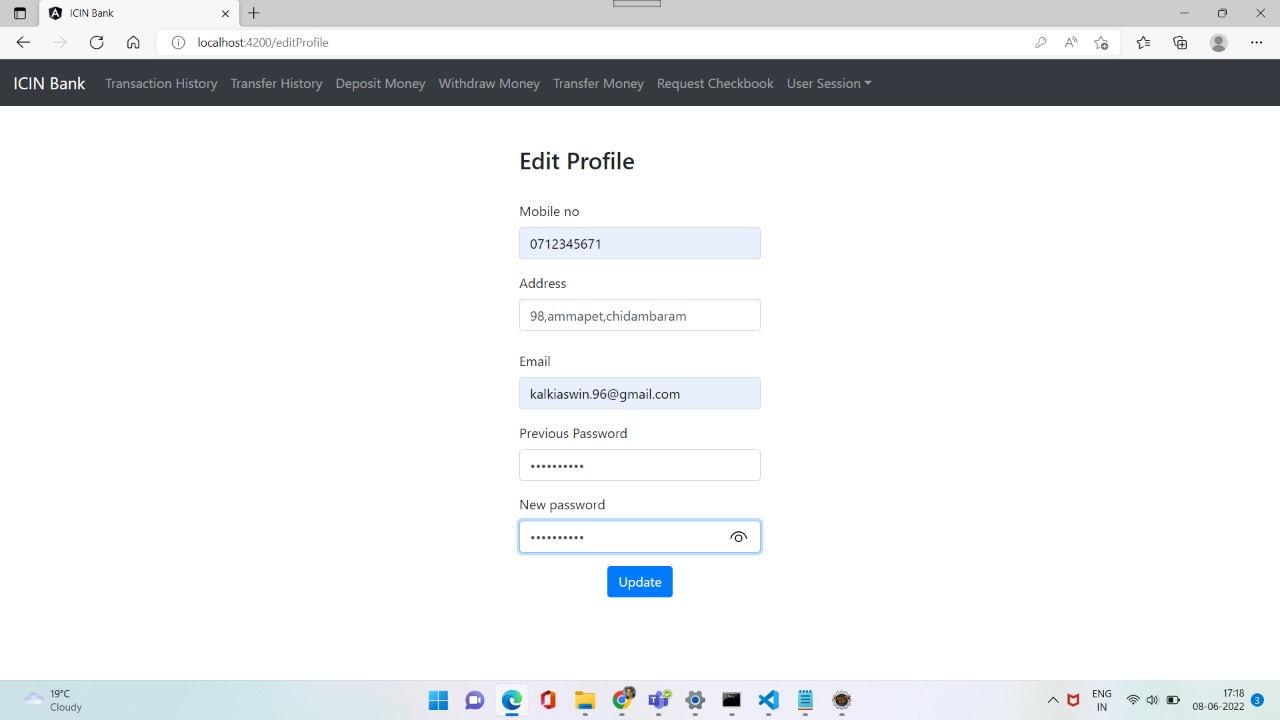 ICIN Bank
localhost:4200/editProfile
ICIN Bank Transaction History Transfer History Deposit Money Withdraw Money Transfer Money Request Checkbook User Session
Edit Profile
Mobile no
0712345671
Address
98,ammapet,chidambaram
Email
kalkiaswin.96@gmail.com
Previous Password
••••••••••
New password
••••••••••
Update
19°C
Cloudy
ENG
IN
17:18
08-06-2022
3